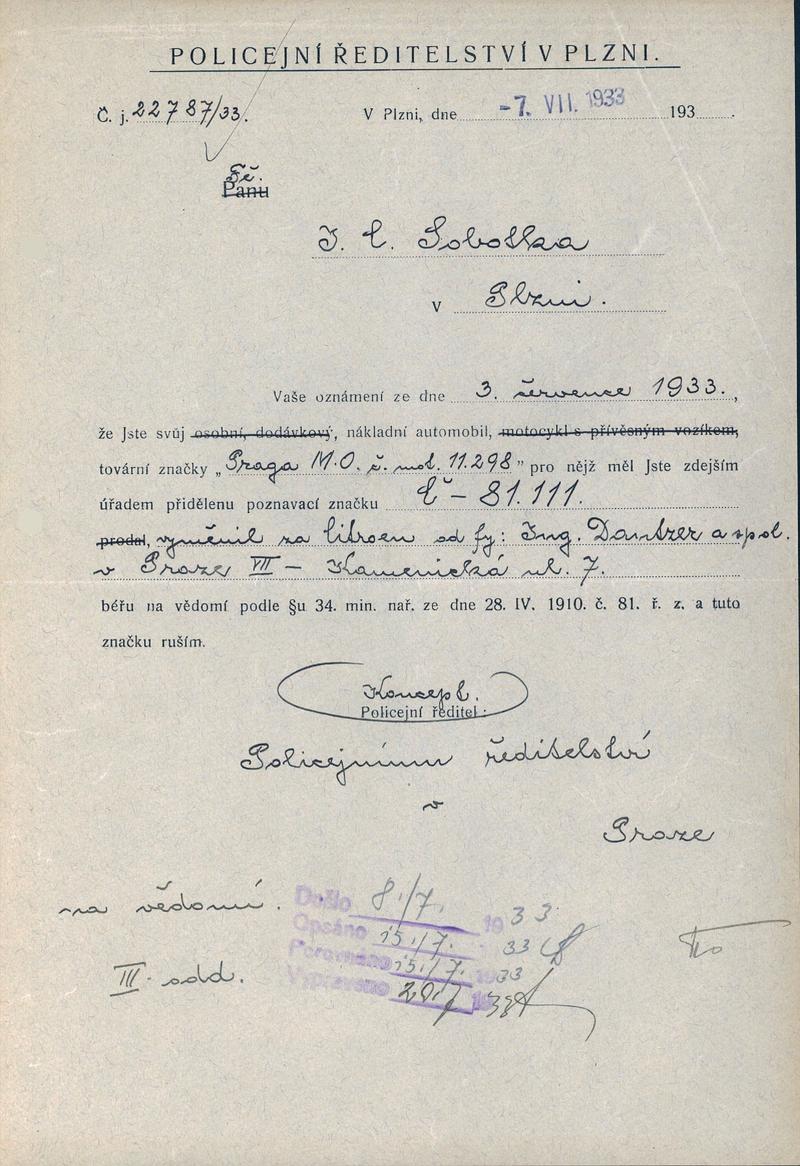 POLICEJNÍ ŘEDITELSTVÍ V PLZNI.
Č. j. 22787/33. V Plzni, dne -7. VII. 1933 193
Fě.
Panu
J. C. Sobotka
v Plzni.
Vaše oznámení ze dne 3. července 1933.,
že Jste svůj osobní, dodávkový, nákladní automobil, motocykl s přívěsným vozíkem,
tovární značky „Praga M.O. č. mot. 11.298" pro nějž měl Jste zdejším
úřadem přidělenu poznavací značku Č - 81.111.
prodal, vyměnil za Citroen od fy: Ing. Dantzer a spol.
v Praze VII - Kamenická ul. 7.
béřu na vědomí podle §u 34. min. nař. ze dne 28. IV. 1910. č. 81. ř. z. a tuto
značku ruším.
Koncept.
Policejní ředitel:
Policejnímu ředitelství
v
Praze
na vědomí.
Došlo 8./7. 1933
Opsáno 15./7. 1933
Porovnáno 15./7. 1933
III. odd.
Vypraveno 20./7 1933